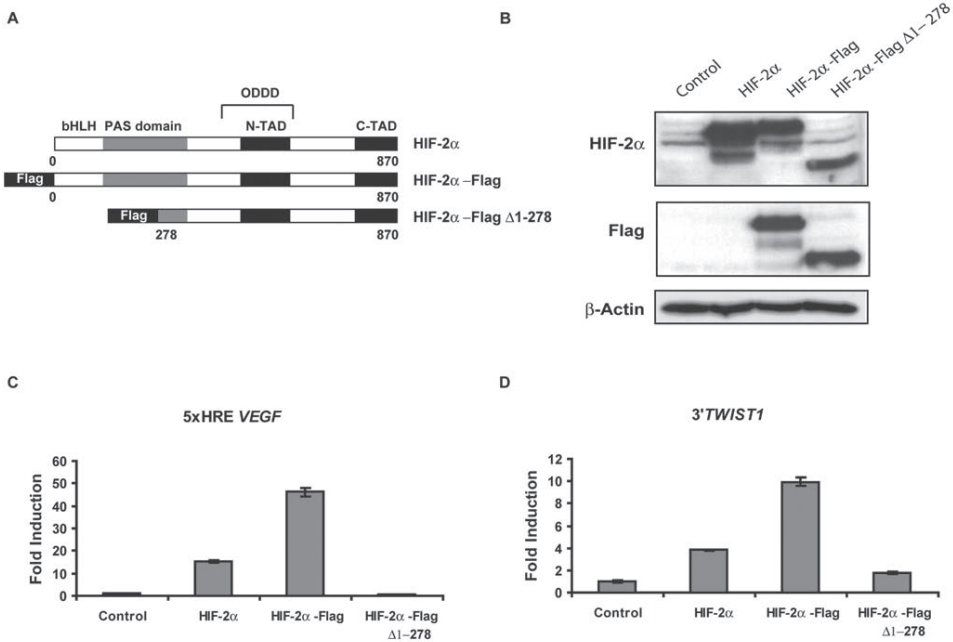 A
ODDD
bHLH PAS domain N-TAD C-TAD
HIF-2α
0 870
Flag
HIF-2α –Flag
0 870
Flag
HIF-2α –Flag Δ1-278
278 870
B
Control HIF-2α HIF-2α-Flag HIF-2α -Flag Δ1– 278
HIF-2α
Flag
β-Actin
C
5xHRE VEGF
Fold Induction
60
50
40
30
20
10
0
Control HIF-2α HIF-2α -Flag HIF-2α -Flag
Δ1–278
D
3'TWIST1
Fold Induction
12
10
8
6
4
2
0
Control HIF-2α HIF-2α -Flag HIF-2α -Flag
Δ1–278